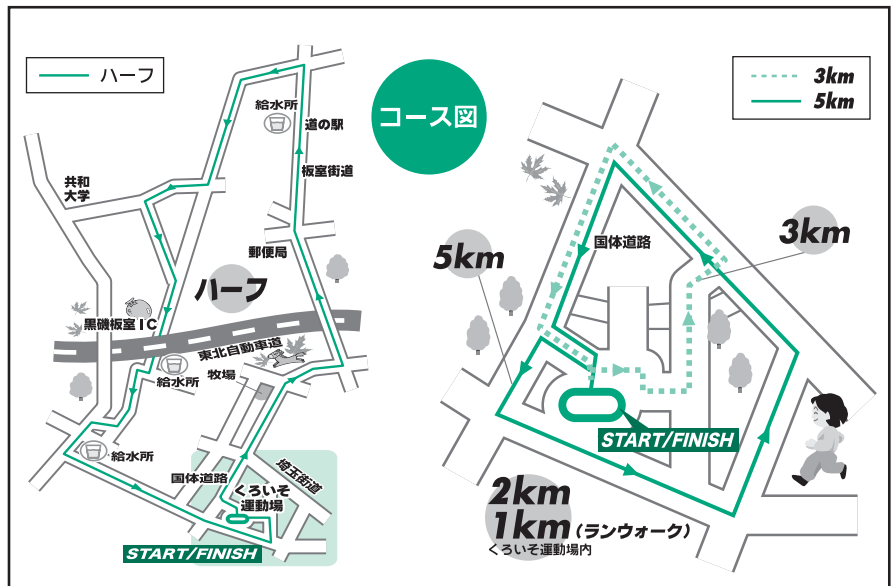 ハーフ
コース図
3km
5km
給水所
道の駅
板室街道
共和
大学
郵便局
ハーフ
黒磯板室IC
東北自動車道
給水所
牧場
給水所
国体道路
埼玉街道
くろいそ
運動場
START/FINISH
国体道路
5km
3km
START/FINISH
2km
1km(ランウォーク)
くろいそ運動場内